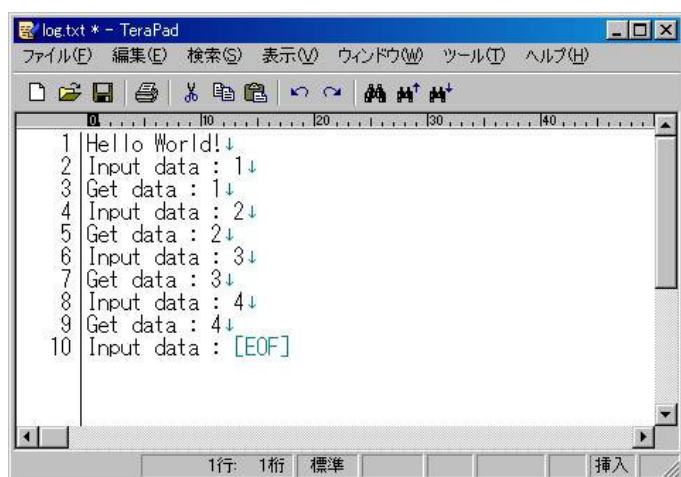 log.txt * - TeraPad
ファイル(F) 編集(E) 検索(S) 表示(V) ウィンドウ(W) ツール(T) ヘルプ(H)
0 10 20 30 40
1 Hello World!↓
2 Input data : 1↓
3 Get data : 1↓
4 Input data : 2↓
5 Get data : 2↓
6 Input data : 3↓
7 Get data : 3↓
8 Input data : 4↓
9 Get data : 4↓
10 Input data : [EOF]
1行: 1桁 標準 挿入